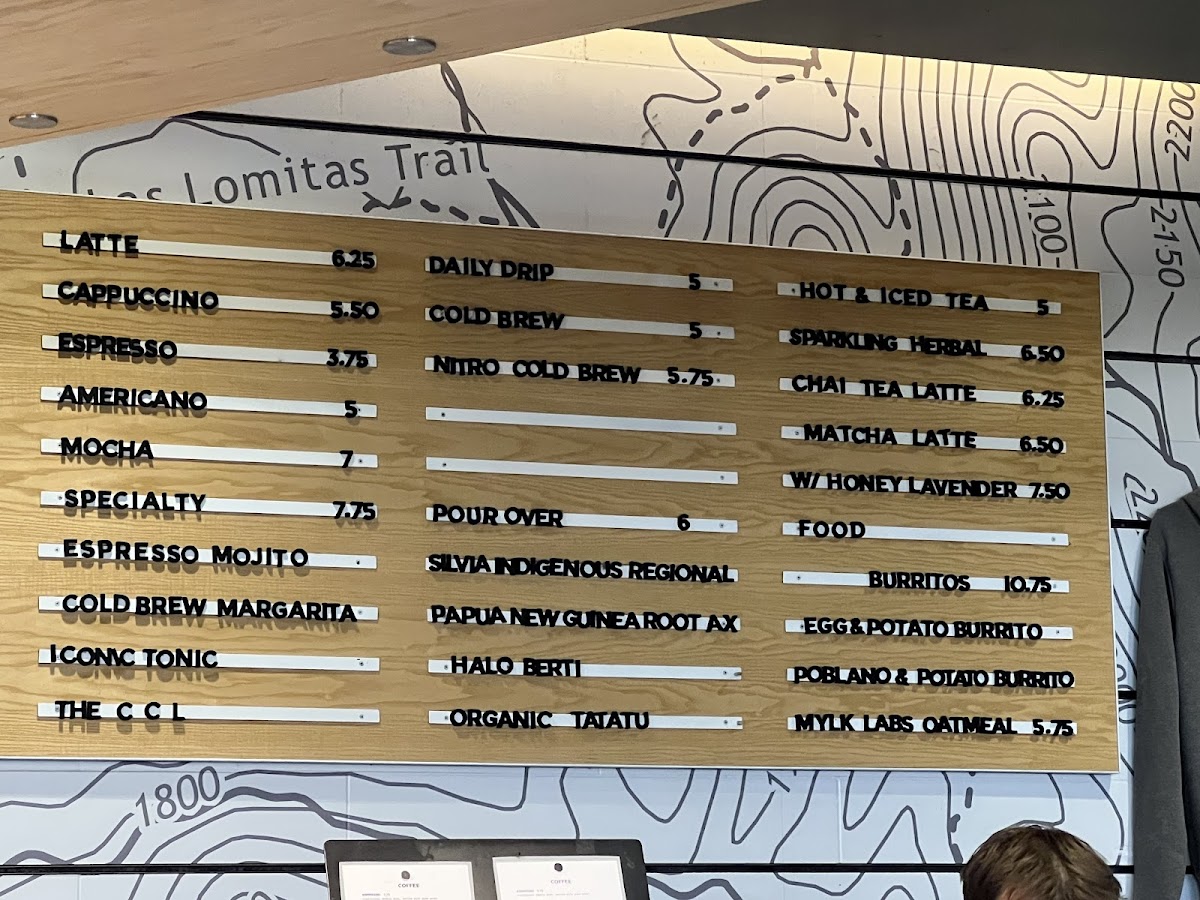 Lomitas Trail
2200
2100
2150
LATTE 6.25
CAPPUCCINO 5.50
ESPRESSO 3.75
AMERICANO 5
MOCHA 7
SPECIALTY 7.75
ESPRESSO MOJITO
COLD BREW MARGARITA
ICONIC TONIC
THE C C L
DAILY DRIP 5
COLD BREW 5
NITRO COLD BREW 5.75
POUR OVER 6
SILVIA INDIGENOUS REGIONAL
PAPUA NEW GUINEA ROOT AX
HALO BERTI
ORGANIC TATATU
HOT & ICED TEA 5
SPARKLING HERBAL 6.50
CHAI TEA LATTE 6.25
MATCHA LATTE 6.50
W/ HONEY LAVENDER 7.50
FOOD
BURRITOS 10.75
EGG & POTATO BURRITO
POBLANO & POTATO BURRITO
MYLK LABS OATMEAL 5.75
1800
COFFEE
COFFEE